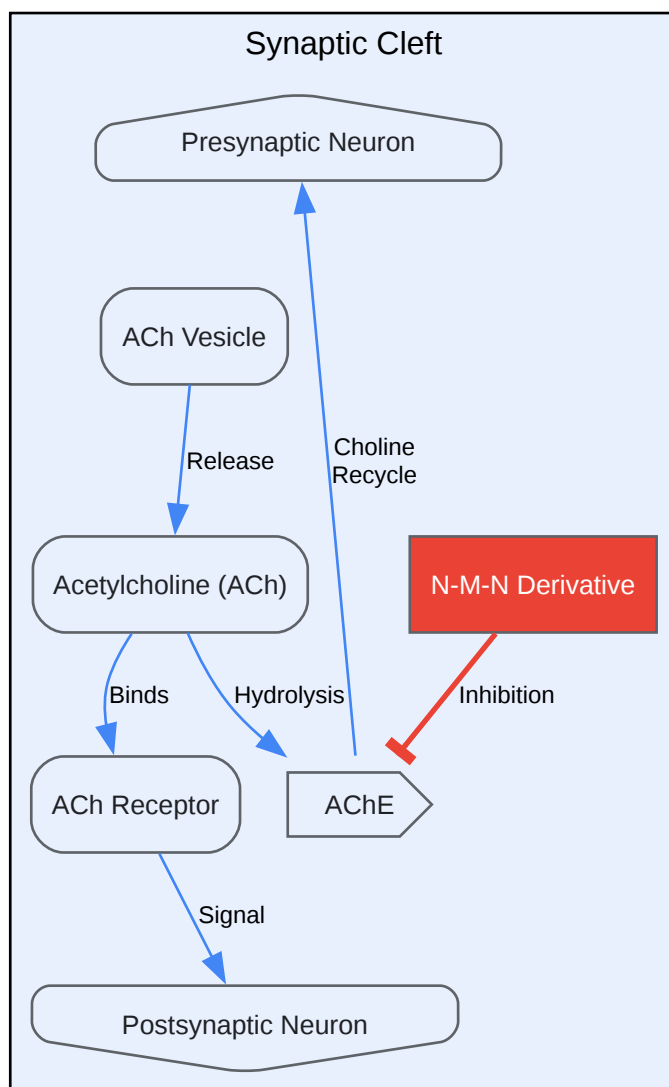 Synaptic Cleft
Presynaptic Neuron
ACh Vesicle
Release
Choline
Recycle
Acetylcholine (ACh)
N-M-N Derivative
Binds
Hydrolysis
Inhibition
ACh Receptor
AChE
Signal
Postsynaptic Neuron